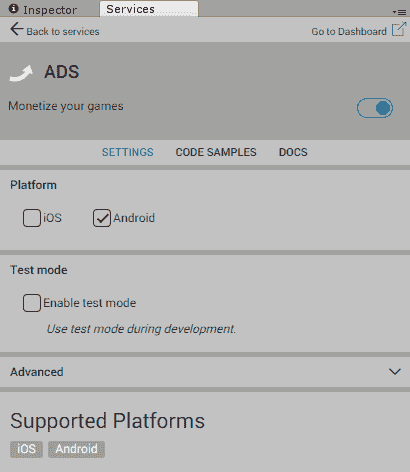 Inspector Services
Back to services Go to Dashboard
ADS
Monetize your games
SETTINGS CODE SAMPLES DOCS
Platform
iOS Android
Test mode
Enable test mode
Use test mode during development.
Advanced
Supported Platforms
iOS Android